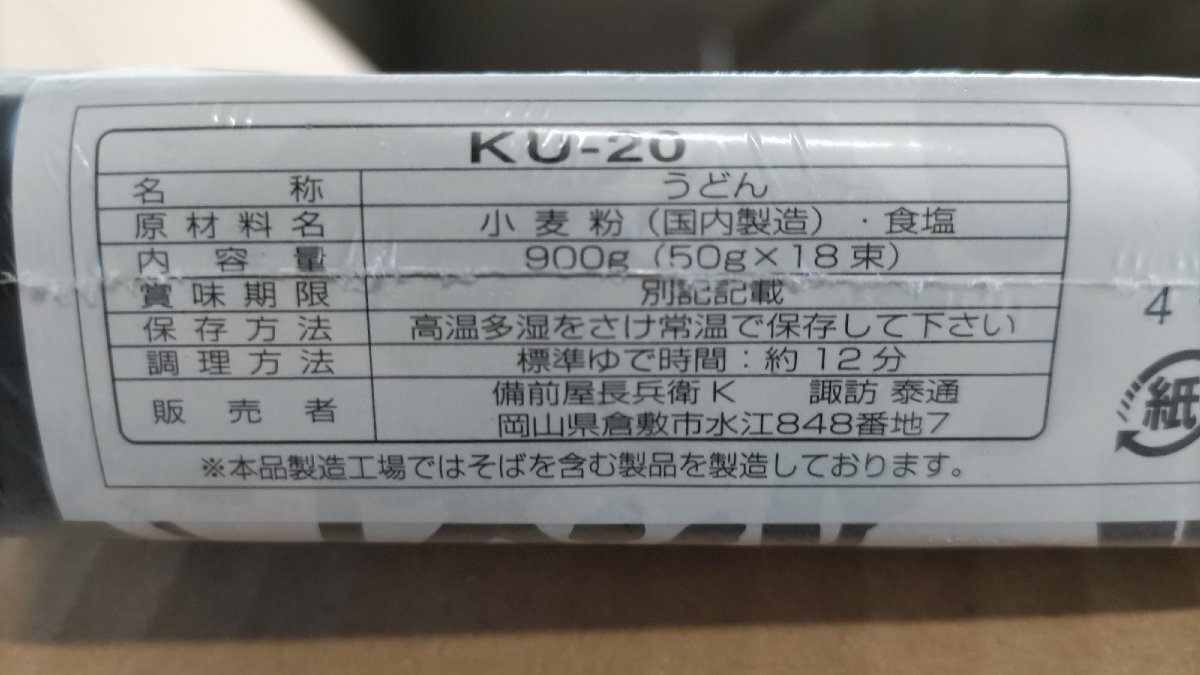 KU-20
名称 うどん
原材料名 小麦粉（国内製造）・食塩
内容量 900g（50g×18束）
賞味期限 別記記載
保存方法 高温多湿をさけ常温で保存して下さい
調理方法 標準ゆで時間：約12分
販売者 備前屋長兵衛K 諏訪 泰通
岡山県倉敷市水江848番地7
※本品製造工場ではそばを含む製品を製造しております。
4
紙